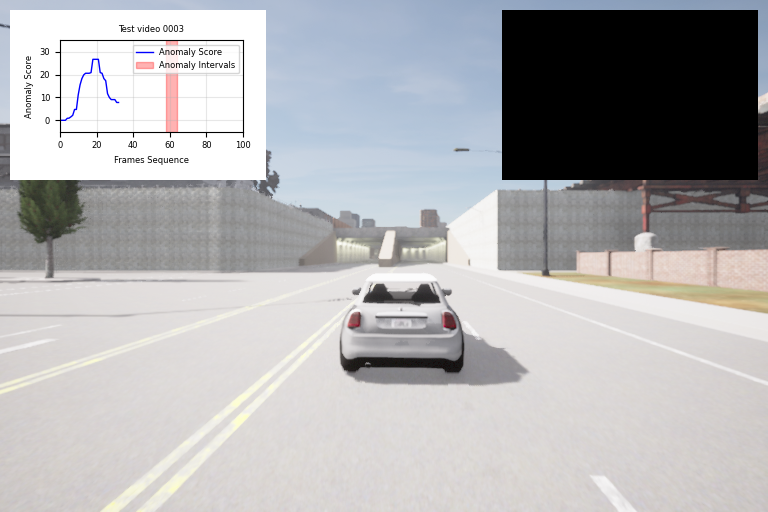 Test video 0003
Anomaly Score
30
20
10
0
Anomaly Score
Anomaly Intervals
0 20 40 60 80 100
Frames Sequence